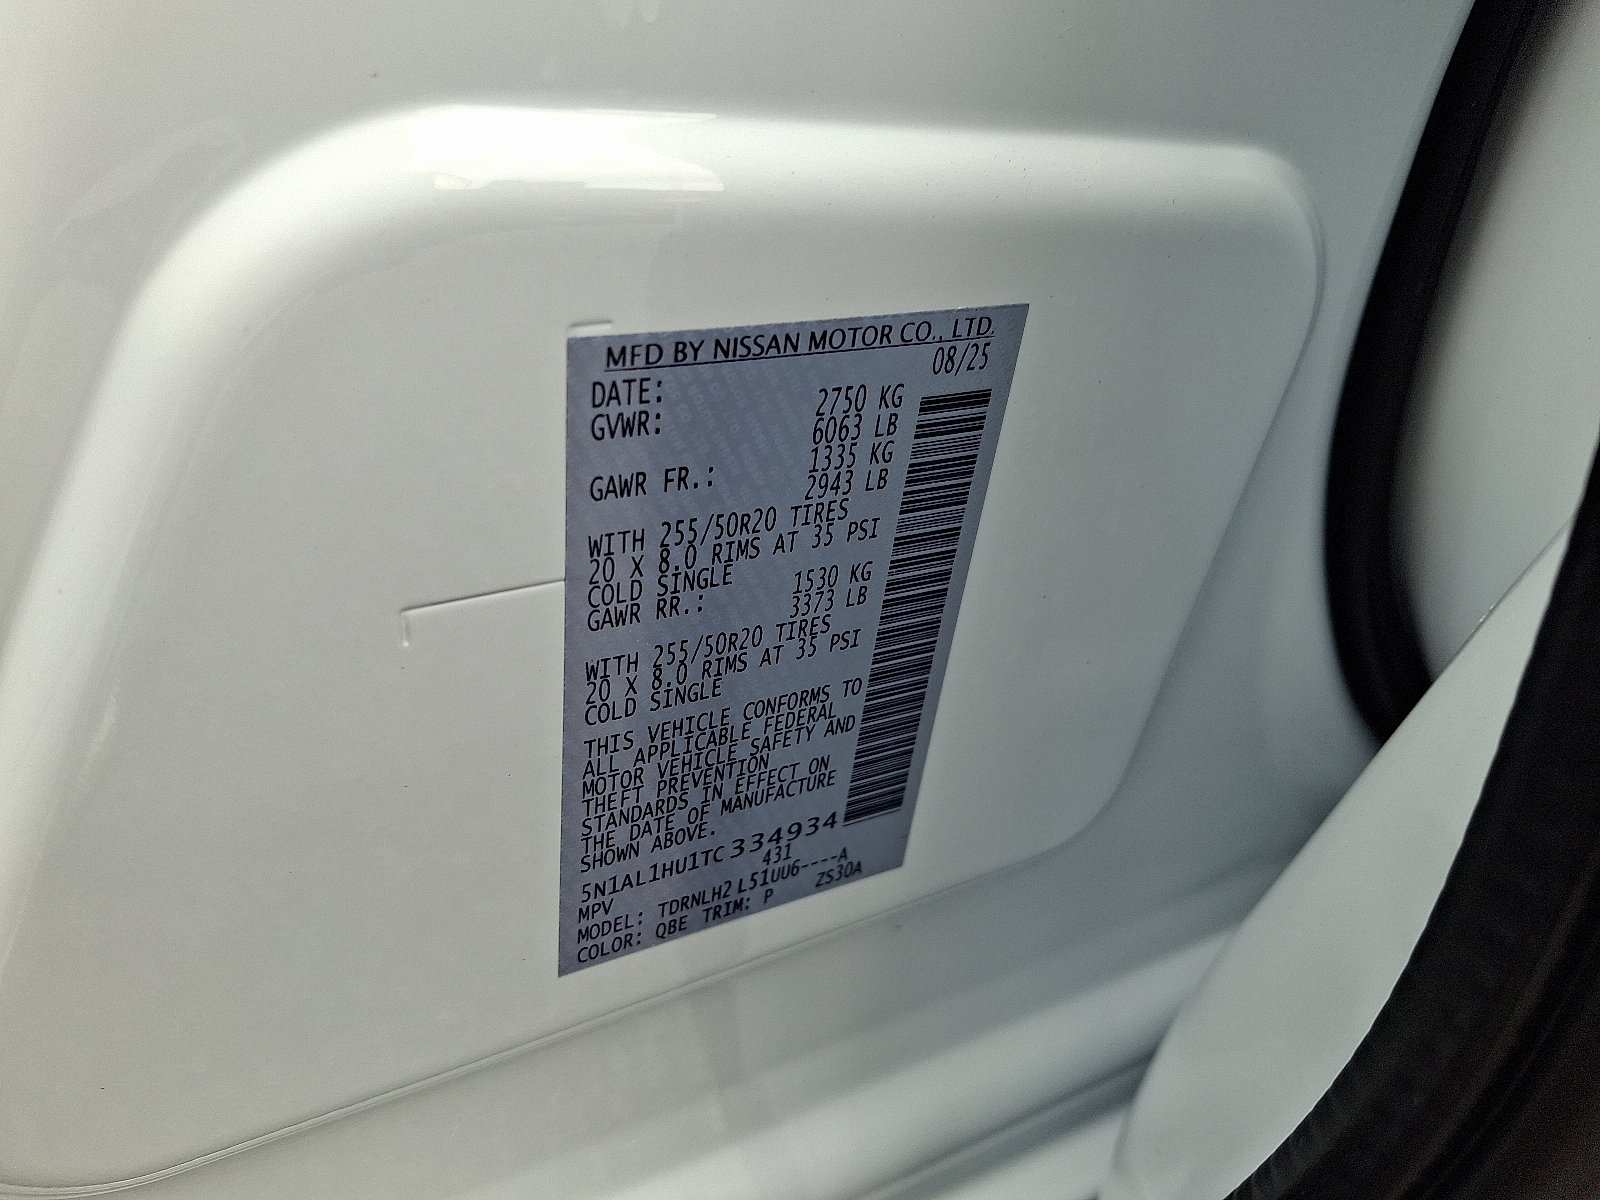 MFD BY NISSAN MOTOR CO., LTD.
DATE: 08/25
GVWR: 2750 KG
6063 LB
GAWR FR.: 1335 KG
2943 LB
WITH 255/50R20 TIRES
20 X 8.0 RIMS AT 35 PSI
COLD SINGLE
GAWR RR.: 1530 KG
3373 LB
WITH 255/50R20 TIRES
20 X 8.0 RIMS AT 35 PSI
COLD SINGLE
THIS VEHICLE CONFORMS TO
ALL APPLICABLE FEDERAL
MOTOR VEHICLE SAFETY AND
THEFT PREVENTION
STANDARDS IN EFFECT ON
THE DATE OF MANUFACTURE
SHOWN ABOVE.
5N1AL1HU1TC334934
MPV 431
MODEL: TDRNLH2 L51UU6----A
COLOR: QBE TRIM: P ZS30A